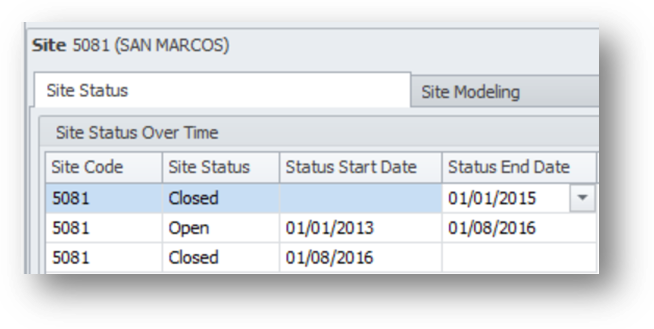 Site 5081 (SAN MARCOS)
Site Status Site Modeling
Site Status Over Time
Site Code Site Status Status Start Date Status End Date
5081 Closed 01/01/2015
5081 Open 01/01/2013 01/08/2016
5081 Closed 01/08/2016